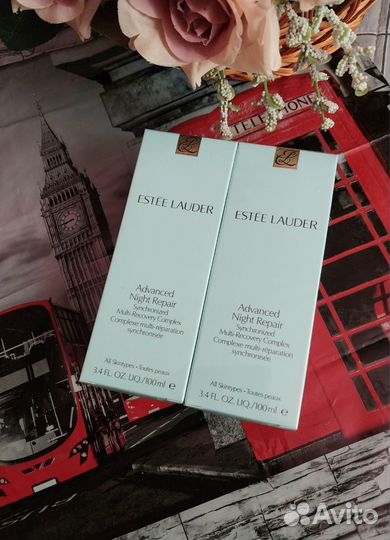 TELEPHONE
ESTĒE LAUDER
Advanced
Night Repair
Synchronized
Multi-Recovery Complex
Complexe multi-réparation
synchronisée
All Skintypes • Toutes peaux
3.4 FL. OZ. LIQ./100ml e
ESTĒE LAUDER
Advanced
Night Repair
Synchronized
Multi-Recovery Complex
Complexe multi-réparation
synchronisée
All Skintypes • Toutes peaux
3.4 FL. OZ. LIQ./100ml e
Avito